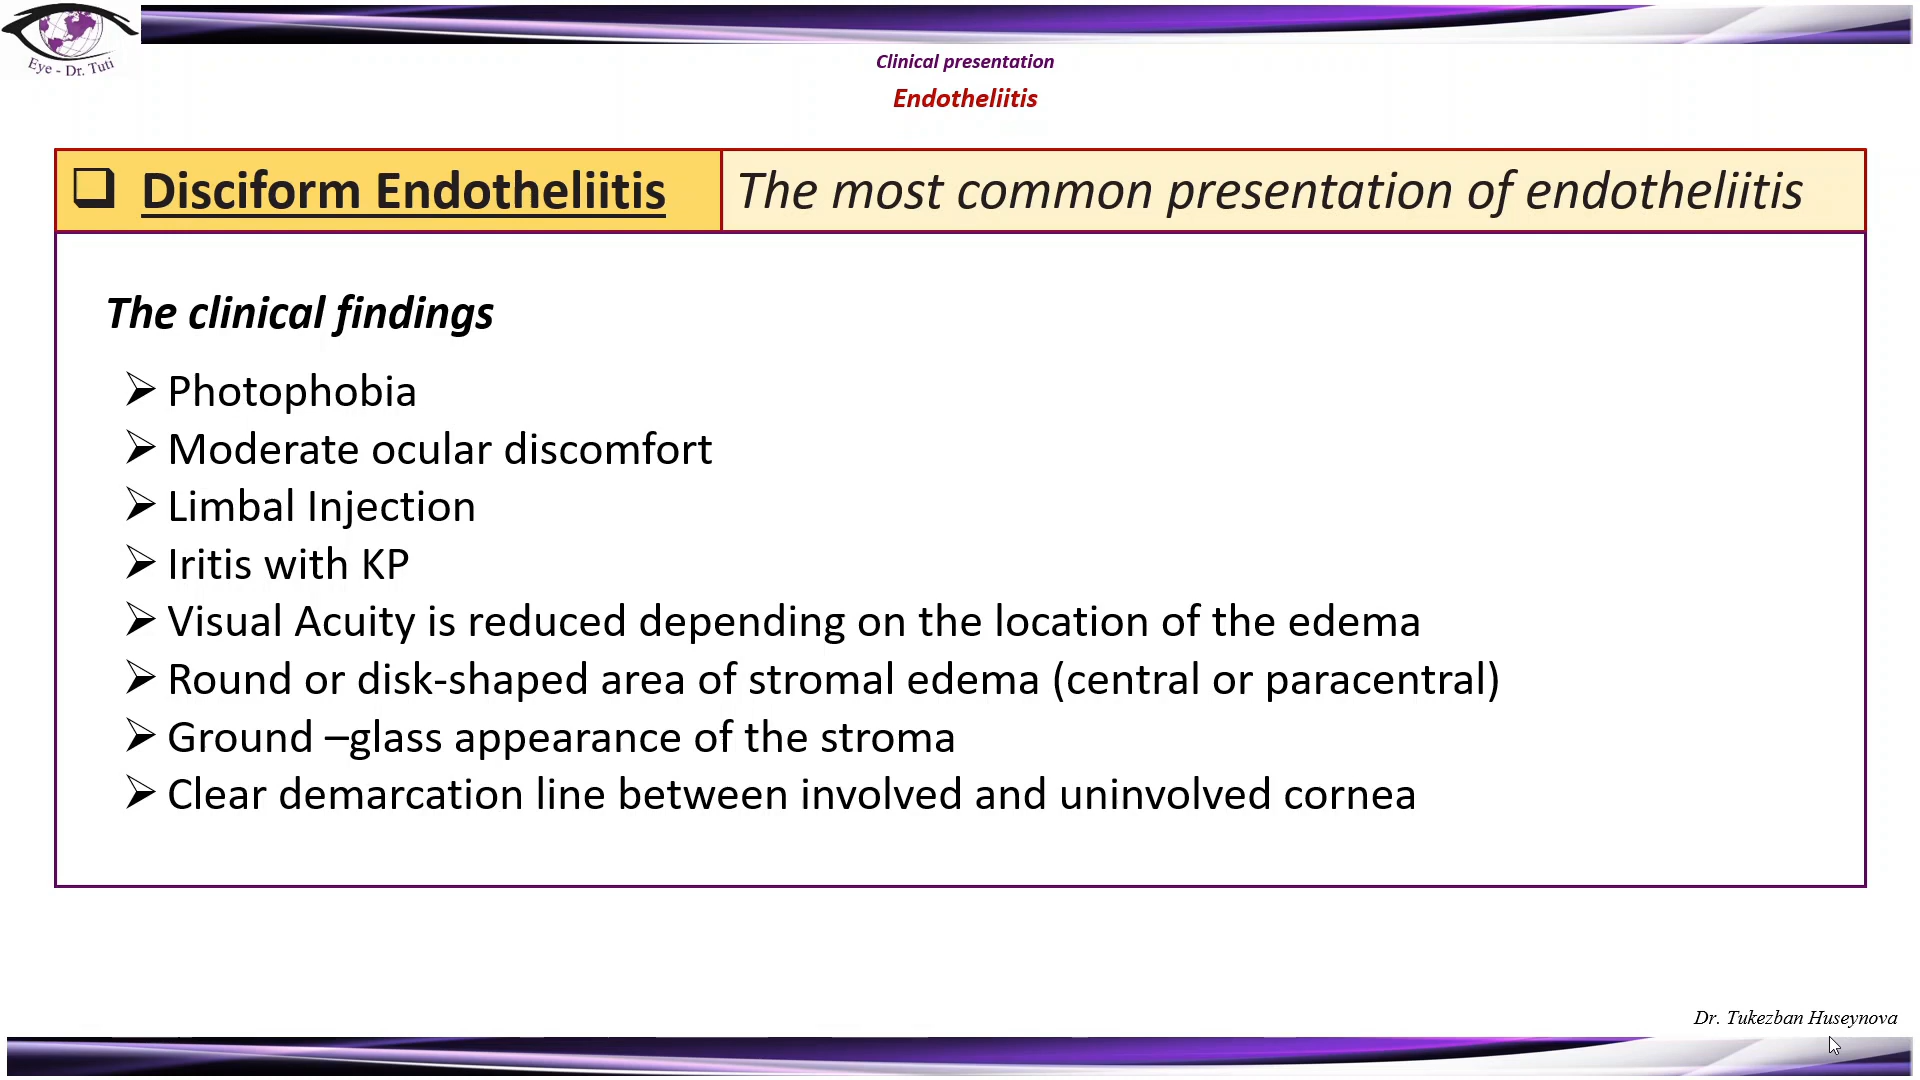 Eye - Dr. Tuti
Clinical presentation
Endotheliitis
Disciform Endotheliitis
The most common presentation of endotheliitis
The clinical findings
Photophobia
Moderate ocular discomfort
Limbal Injection
Iritis with KP
Visual Acuity is reduced depending on the location of the edema
Round or disk-shaped area of stromal edema (central or paracentral)
Ground –glass appearance of the stroma
Clear demarcation line between involved and uninvolved cornea
Dr. Tukezban Huseynova